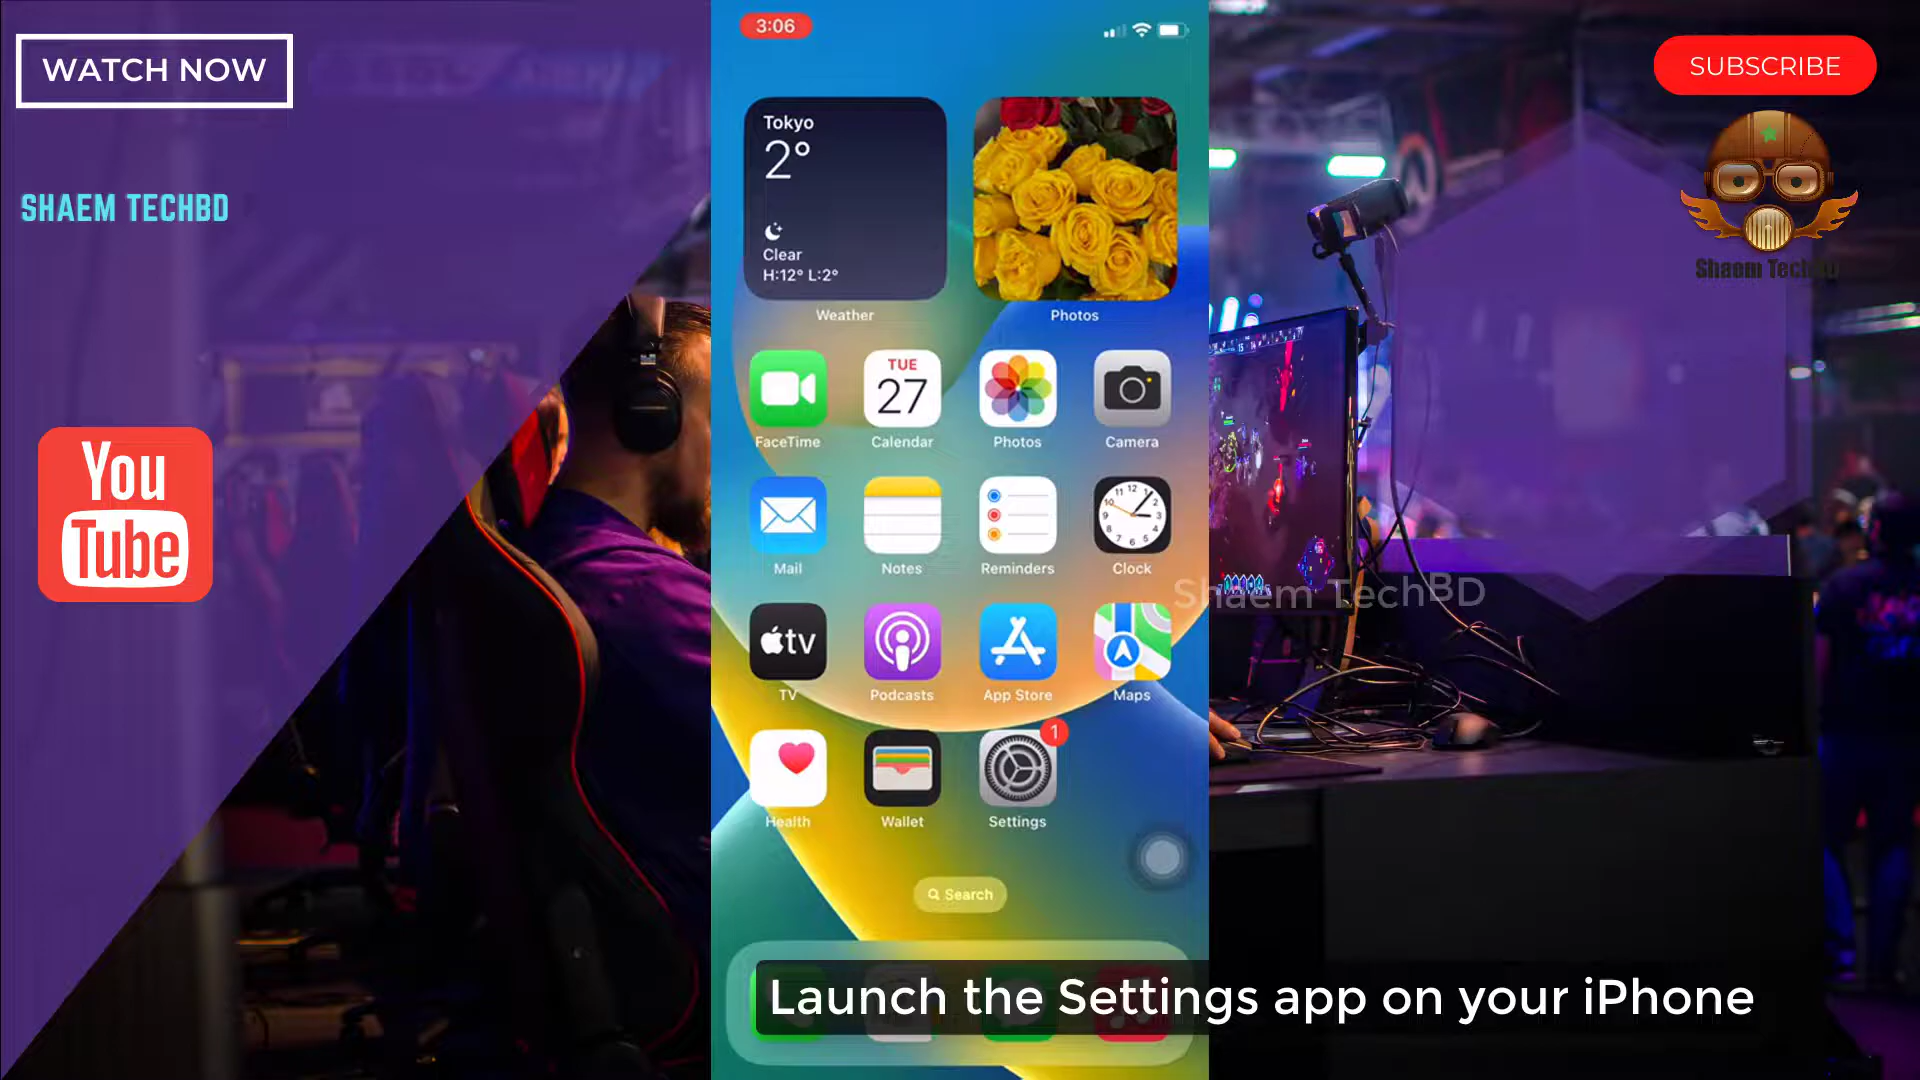 WATCH NOW
SHAEM TECHBD
You
Tube
3:06
Tokyo
2°
Clear
H:12° L:2°
Weather
Photos
FaceTime
TUE
27
Calendar
Photos
Camera
Mail
Notes
Reminders
Clock
tv
TV
Podcasts
App Store
Maps
Health
Wallet
1
Settings
Search
Launch the Settings app on your iPhone
SUBSCRIBE
Shaem TechBD
Shaem TechBD